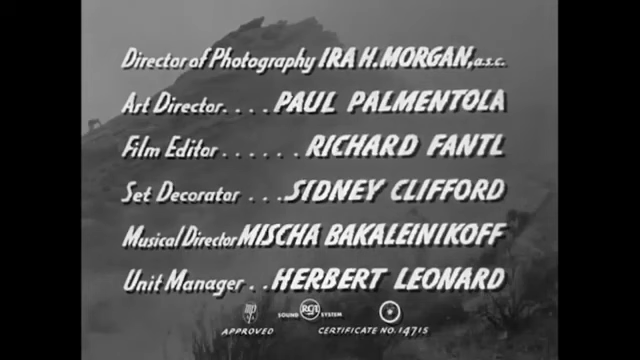 Director of Photography IRA H. MORGAN, a.s.c.
Art Director.... PAUL PALMENTOLA
Film Editor...... RICHARD FANTL
Set Decorator ...SIDNEY CLIFFORD
Musical Director MISCHA BAKALEINIKOFF
Unit Manager .. HERBERT LEONARD
SOUND RCA SYSTEM
APPROVED CERTIFICATE NO. 14715